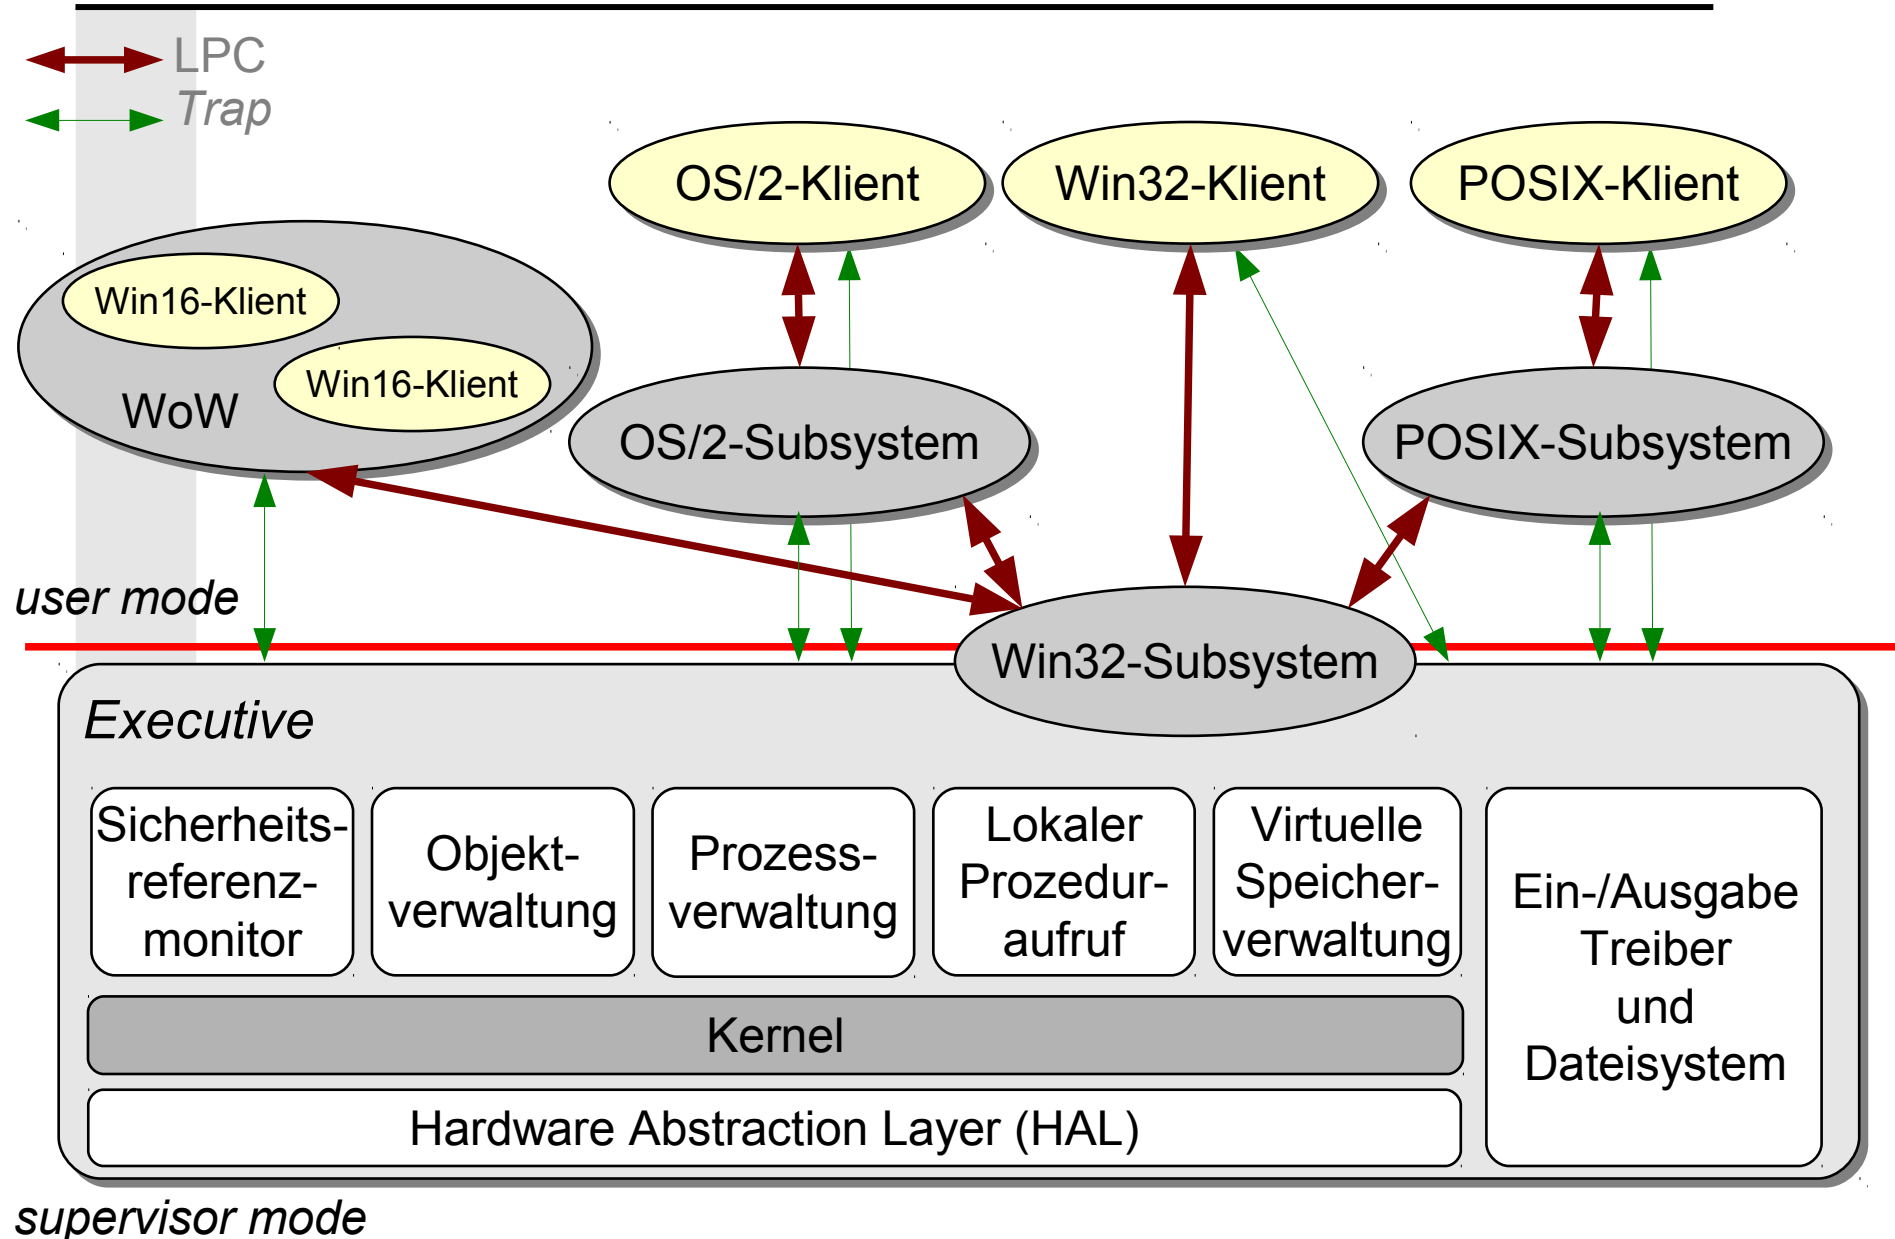 LPC
Trap
OS/2-Klient
Win32-Klient
POSIX-Klient
Win16-Klient
Win16-Klient
WoW
OS/2-Subsystem
POSIX-Subsystem
user mode
Win32-Subsystem
Executive
Sicherheits-
referenz-
monitor
Objekt-
verwaltung
Prozess-
verwaltung
Lokaler
Prozedur-
aufruf
Virtuelle
Speicher-
verwaltung
Ein-/Ausgabe
Treiber
und
Dateisystem
Kernel
Hardware Abstraction Layer (HAL)
supervisor mode